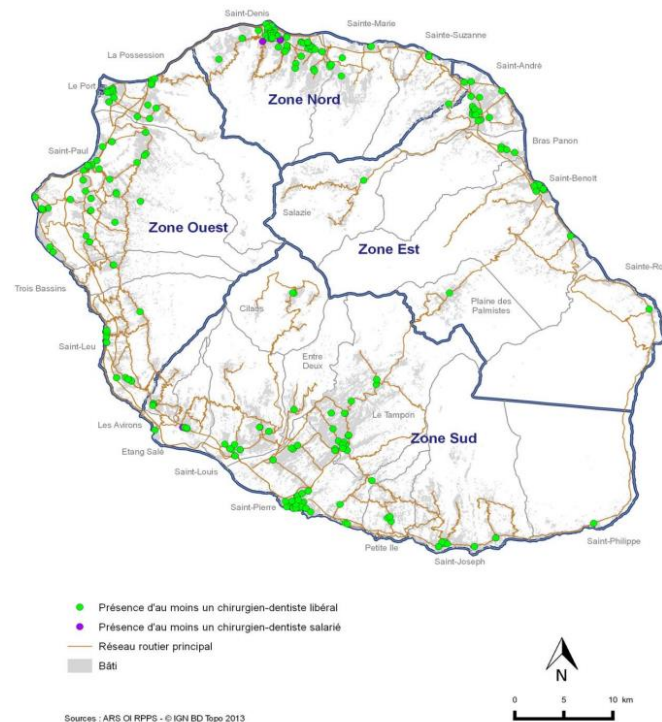 Saint-Denis
Sainte-Marie
Sainte-Suzanne
La Possession
Saint-André
Le Port
Zone Nord
Bras Panon
Saint-Paul
Saint-Benoît
Salazie
Zone Ouest
Zone Est
Sainte-Ro
Trois Bassins
Cilaos
Plaine des
Palmistes
Saint-Leu
Entre
Deux
Le Tampon
Les Avirons
Zone Sud
Etang Salé
Saint-Louis
Saint-Pierre
Petite Ile
Saint-Joseph
Saint-Philippe
Présence d'au moins un chirurgien-dentiste libéral
Présence d'au moins un chirurgien-dentiste salarié
Réseau routier principal
Bâti
N
0 5 10 km
Sources : ARS OI RPPS - © IGN BD Topo 2013